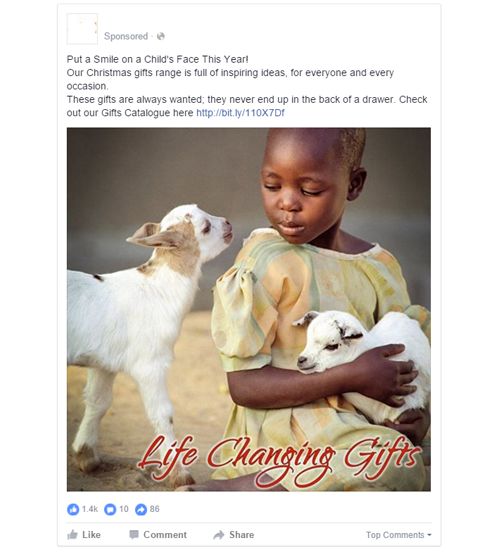 Sponsored ·
Put a Smile on a Child's Face This Year!
Our Christmas gifts range is full of inspiring ideas, for everyone and every
occasion.
These gifts are always wanted; they never end up in the back of a drawer. Check
out our Gifts Catalogue here http://bit.ly/110X7Df
Life Changing Gifts
1.4k 10 86
Like Comment Share Top Comments